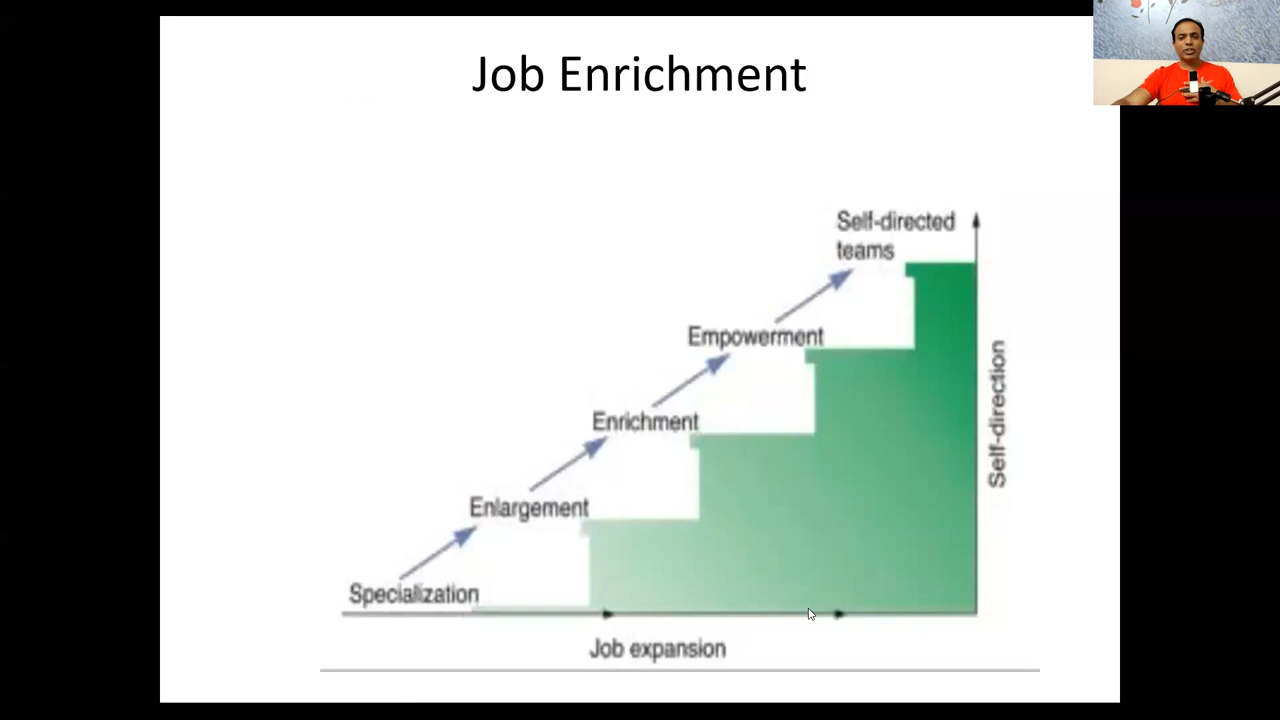 Job Enrichment
Self-directed
teams
Empowerment
Enrichment
Enlargement
Specialization
Self-direction
Job expansion